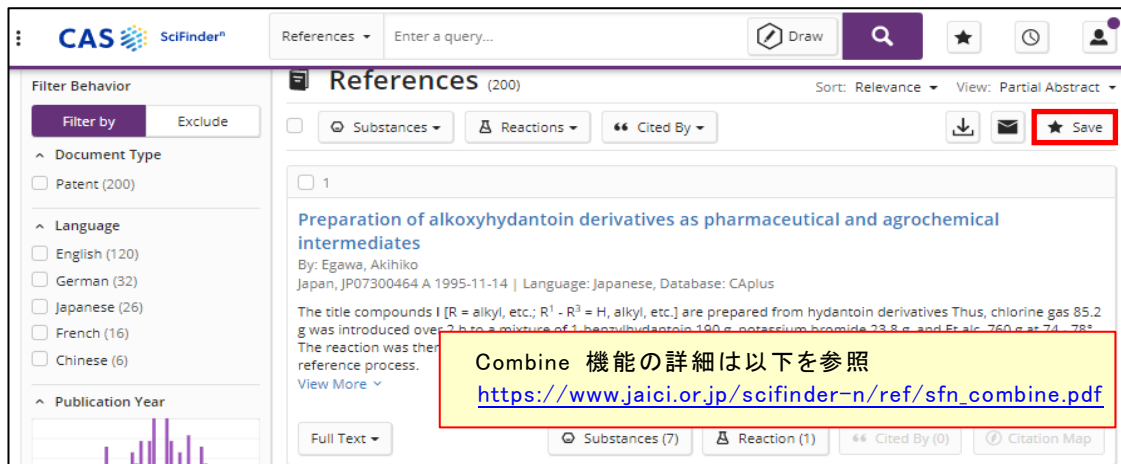 CAS SciFinderⁿ
References
Enter a query...
Draw
Filter Behavior
Filter by
Exclude
Document Type
Patent (200)
Language
English (120)
German (32)
Japanese (26)
French (16)
Chinese (6)
Publication Year
References (200)
Sort: Relevance
View: Partial Abstract
Substances
Reactions
Cited By
Save
1
Preparation of alkoxyhydantoin derivatives as pharmaceutical and agrochemical
intermediates
By: Egawa, Akihiko
Japan, JP07300464 A 1995-11-14 | Language: Japanese, Database: CAplus
The title compounds I [R = alkyl, etc.; R¹ - R³ = H, alkyl, etc.] are prepared from hydantoin derivatives Thus, chlorine gas 85.2
g was introduced over 2 h to a mixture of 1-benzylhydantoin 190 g, potassium bromide 23.8 g, and Et alc. 760 g at 74 - 78°
The reaction was ther
reference process.
View More
Combine 機能の詳細は以下を参照
https://www.jaici.or.jp/scifinder-n/ref/sfn_combine.pdf
Full Text
Substances (7)
Reaction (1)
Cited By (0)
Citation Map